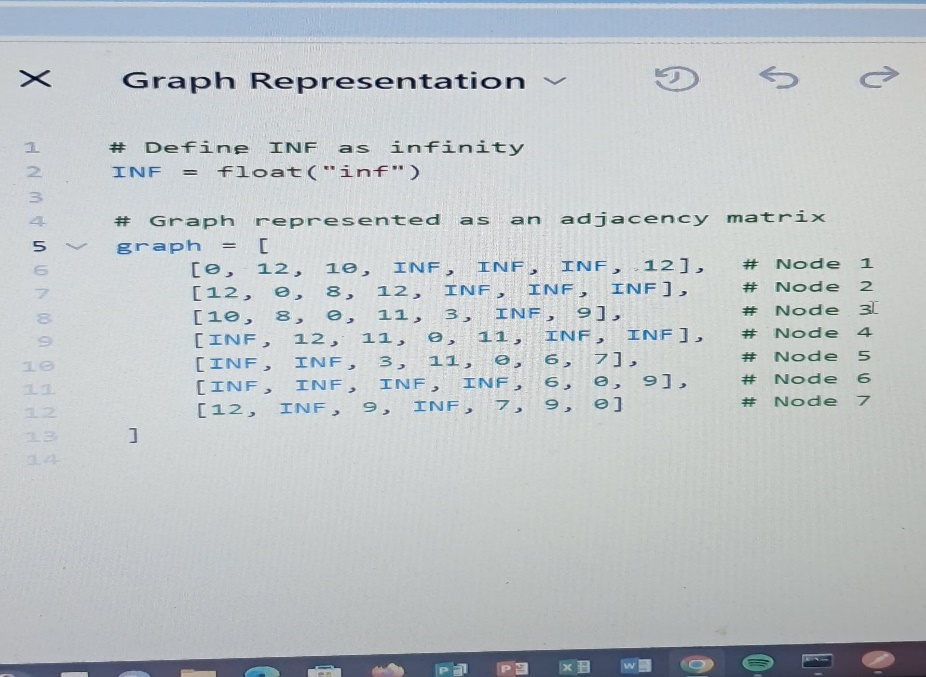 Graph Representation
1 # Define INF as infinity
2 INF = float("inf")
3
4 # Graph represented as an adjacency matrix
5 graph = [
6 [0, 12, 10, INF, INF, INF, 12], # Node 1
7 [12, 0, 8, 12, INF, INF, INF], # Node 2
8 [10, 8, 0, 11, 3, INF, 9], # Node 3
9 [INF, 12, 11, 0, 11, INF, INF], # Node 4
10 [INF, INF, 3, 11, 0, 6, 7], # Node 5
11 [INF, INF, INF, INF, 6, 0, 9], # Node 6
12 [12, INF, 9, INF, 7, 9, 0] # Node 7
13 ]
14